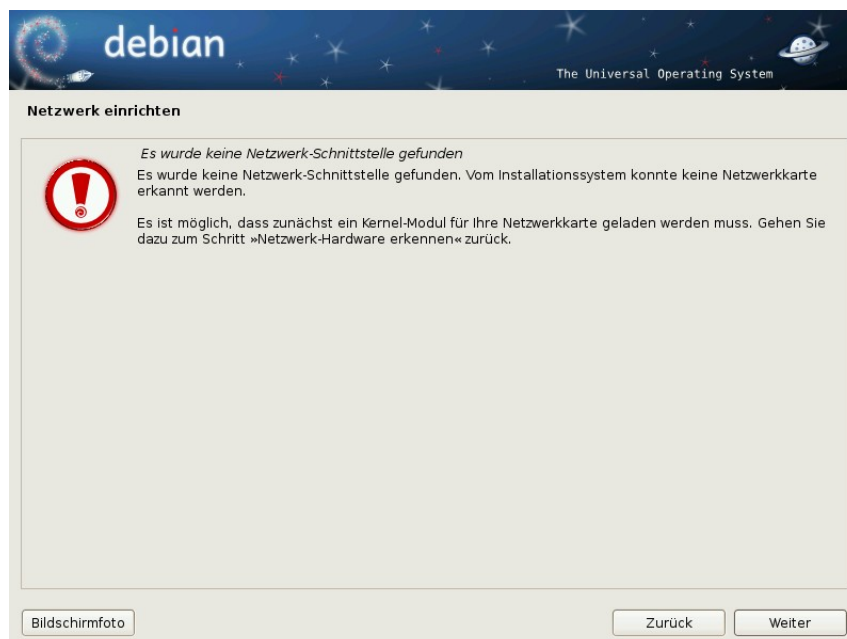 debian
The Universal Operating System
Netzwerk einrichten
Es wurde keine Netzwerk-Schnittstelle gefunden
Es wurde keine Netzwerk-Schnittstelle gefunden. Vom Installationssystem konnte keine Netzwerkkarte
erkannt werden.
Es ist möglich, dass zunächst ein Kernel-Modul für Ihre Netzwerkkarte geladen werden muss. Gehen Sie
dazu zum Schritt »Netzwerk-Hardware erkennen« zurück.
Bildschirmfoto
Zurück
Weiter